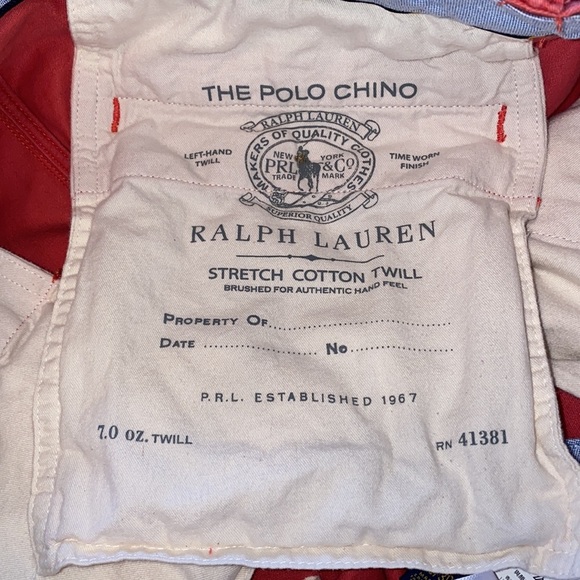 THE POLO CHINO
RALPH LAUREN
MAKERS OF QUALITY CLOTHES
LEFT-HAND TWILL
NEW YORK
PRL & Co
TRADE MARK
TIME WORN FINISH
SUPERIOR QUALITY
RALPH LAUREN
STRETCH COTTON TWILL
BRUSHED FOR AUTHENTIC HAND FEEL
PROPERTY OF
DATE No
P.R.L. ESTABLISHED 1967
7.0 OZ. TWILL
RN 41381